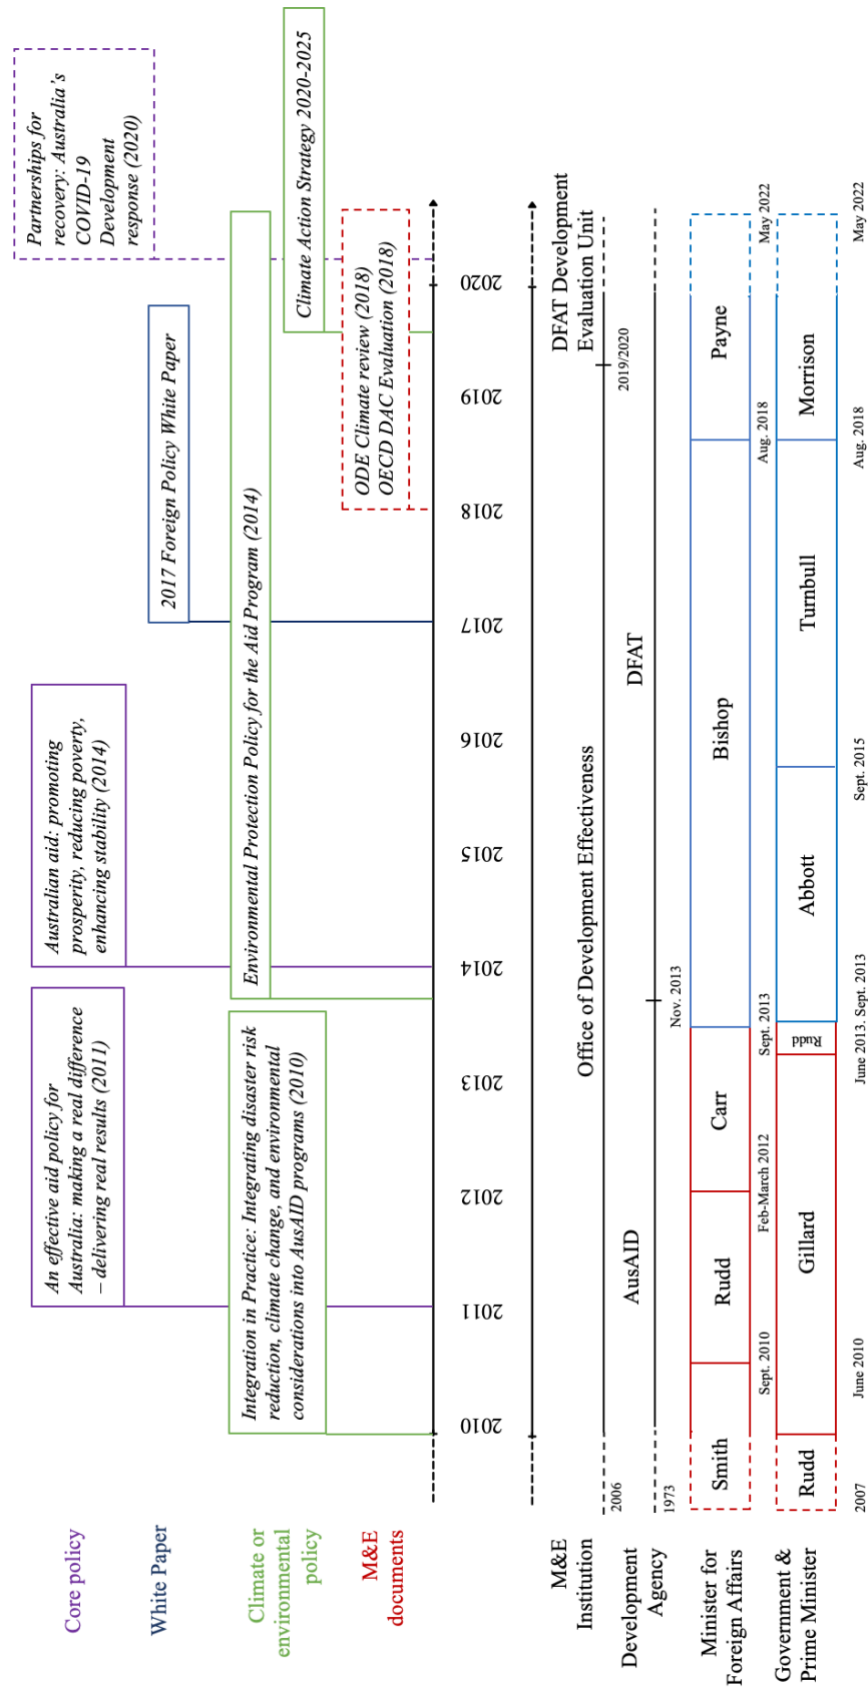 Core policy
An effective aid policy for
Australia: making a real difference
– delivering real results (2011)
Australian aid: promoting
prosperity, reducing poverty,
enhancing stability (2014)
Partnerships for
recovery: Australia's
COVID-19
Development
response (2020)
White Paper
2017 Foreign Policy White Paper
Climate or
environmental
policy
Integration in Practice: Integrating disaster risk
reduction, climate change, and environmental
considerations into AusAID programs (2010)
Environmental Protection Policy for the Aid Program (2014)
Climate Action Strategy 2020-2025
M&E
documents
ODE Climate review (2018)
OECD DAC Evaluation (2018)
2010
2011
2012
2013
2014
2015
2016
2017
2018
2019
2020
M&E
Institution
2006
Office of Development Effectiveness
2019/2020
DFAT Development
Evaluation Unit
Development
Agency
1973
AusAID
Nov. 2013
DFAT
Minister for
Foreign Affairs
Smith
Rudd
Carr
Bishop
Payne
Sept. 2010
Feb-March 2012
Sept. 2013
Aug. 2018
May 2022
Government &
Prime Minister
Rudd
Gillard
Rudd
Abbott
Turnbull
Morrison
2007
June 2010
June 2013. Sept. 2013
Sept. 2015
Aug. 2018
May 2022